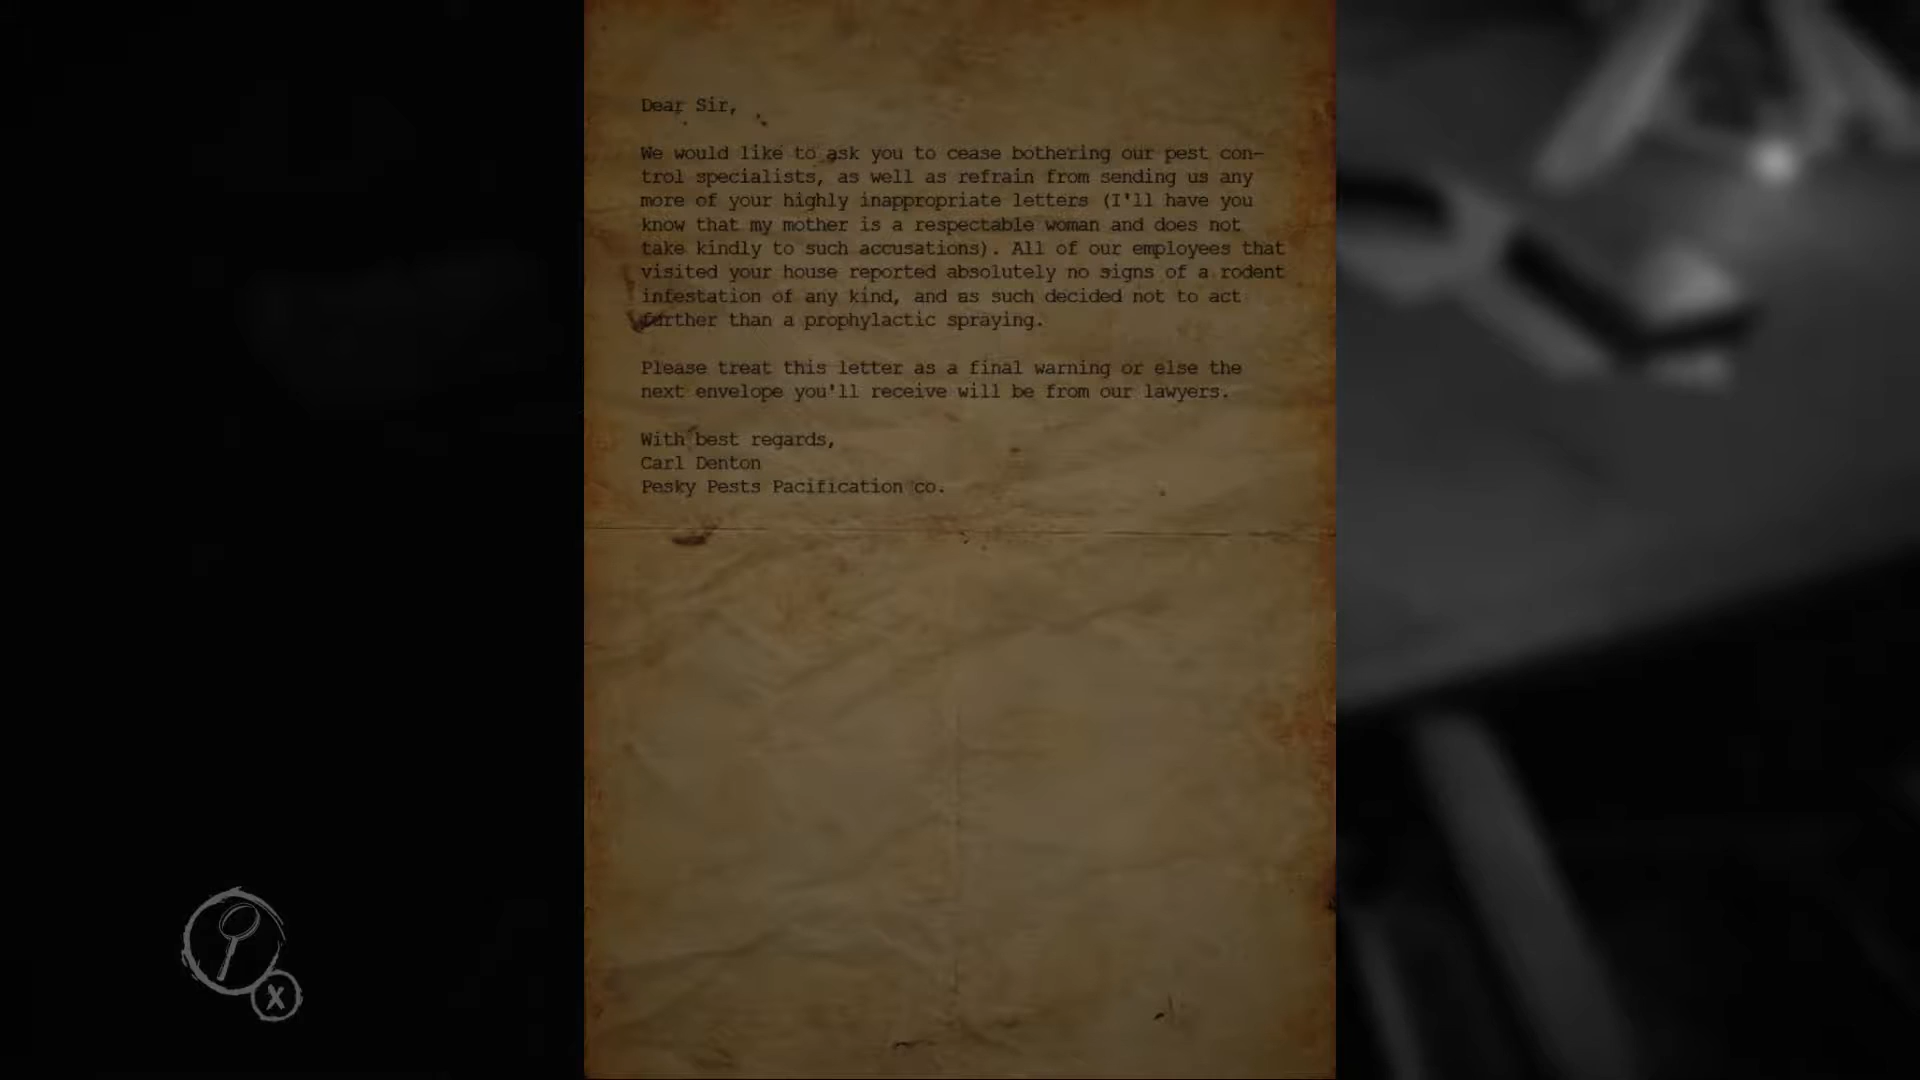 Dear Sir,
We would like to ask you to cease bothering our pest con-
trol specialists, as well as refrain from sending us any
more of your highly inappropriate letters (I'll have you
know that my mother is a respectable woman and does not
take kindly to such accusations). All of our employees that
visited your house reported absolutely no signs of a rodent
infestation of any kind, and as such decided not to act
further than a prophylactic spraying.
Please treat this letter as a final warning or else the
next envelope you'll receive will be from our lawyers.
With best regards,
Carl Denton
Pesky Pests Pacification co.
X